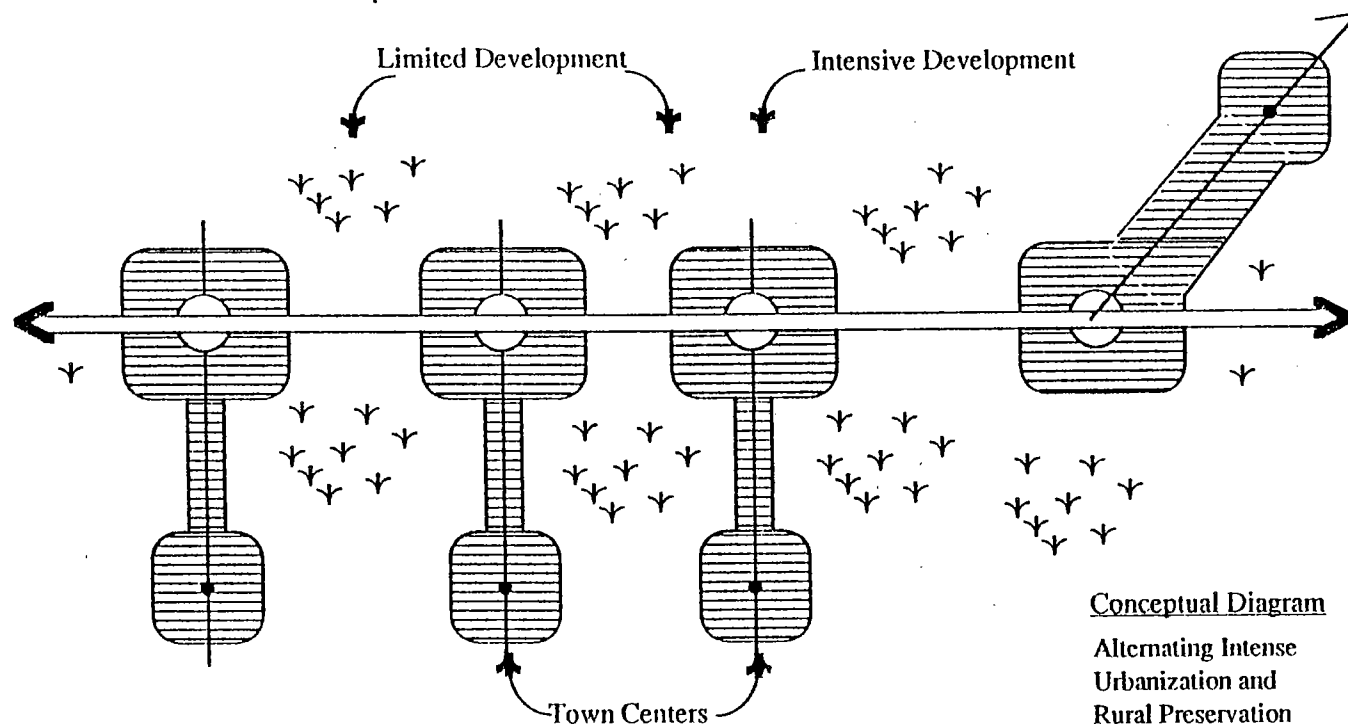 Limited Development
Intensive Development
Town Centers
Conceptual Diagram
Alternating Intense
Urbanization and
Rural Preservation